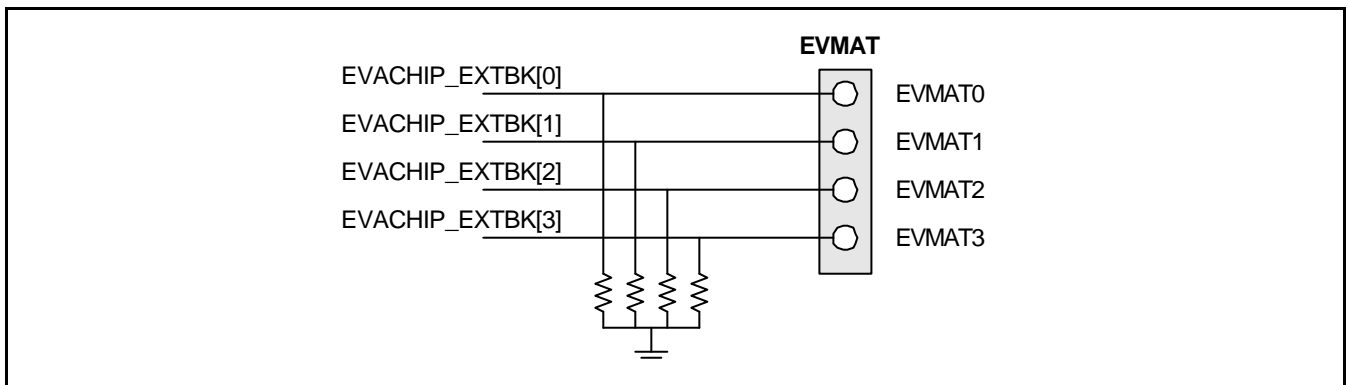 EVMAT
EVACHIP_EXTBK[0]
EVMAT0
EVACHIP_EXTBK[1]
EVMAT1
EVACHIP_EXTBK[2]
EVMAT2
EVACHIP_EXTBK[3]
EVMAT3